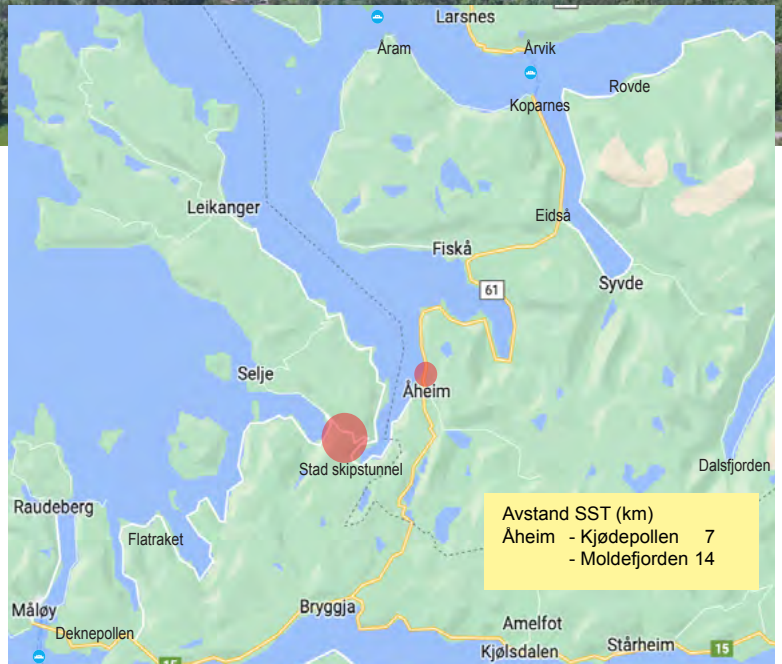 Larsnes
Åram
Årvik
Rovde
Koparnes
Leikanger
Eidså
Fiskå
61
Syvde
Selje
Åheim
Stad skipstunnel
Dalsfjorden
Raudeberg
Flatraket
Avstand SST (km)
Åheim - Kjødepollen 7
- Moldefjorden 14
Måløy
Bryggja
Deknepollen
Amelfot
Kjølsdalen
Stårheim
15
15